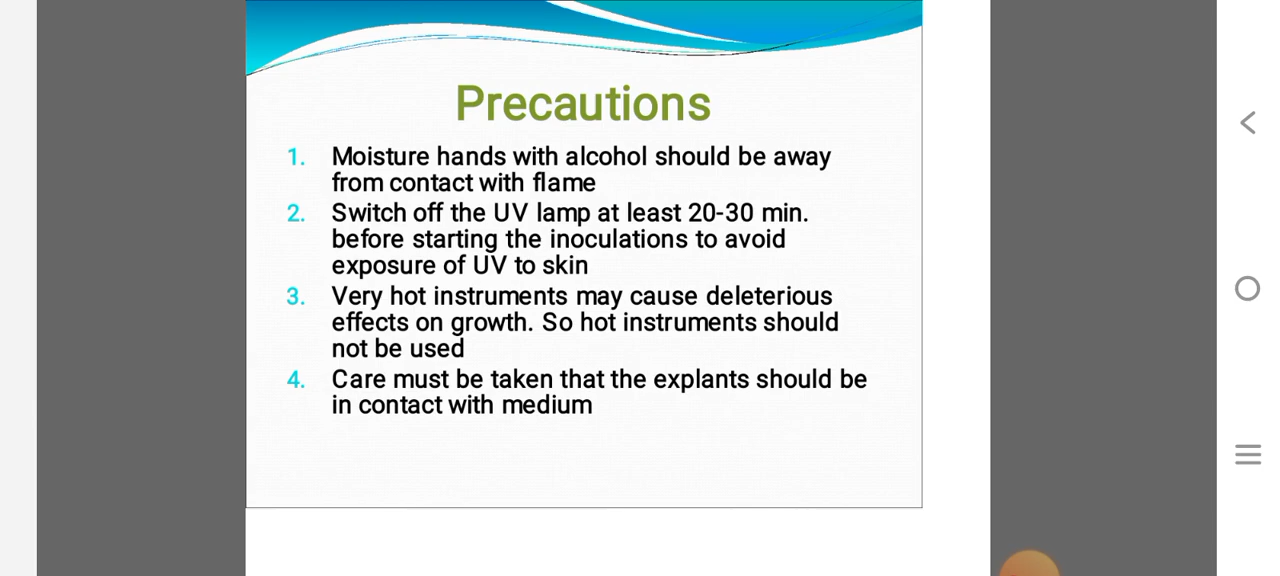 Precautions
1. Moisture hands with alcohol should be away
from contact with flame
2. Switch off the UV lamp at least 20-30 min.
before starting the inoculations to avoid
exposure of UV to skin
3. Very hot instruments may cause deleterious
effects on growth. So hot instruments should
not be used
4. Care must be taken that the explants should be
in contact with medium